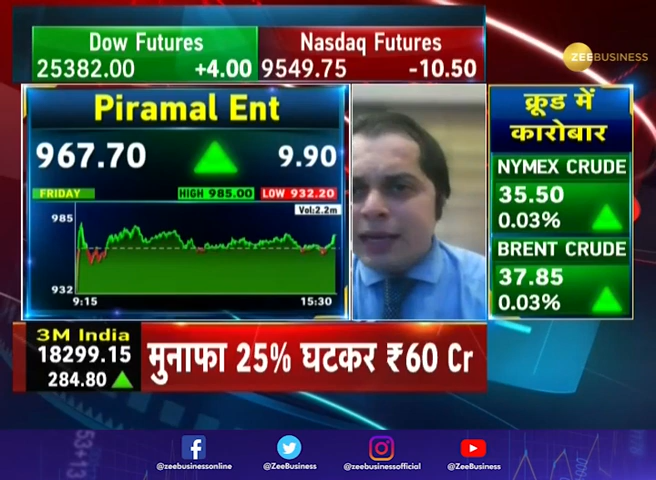 Dow Futures
25382.00 +4.00
Nasdaq Futures
9549.75 -10.50
ZEEBUSINESS
Piramal Ent
967.70 9.90
FRIDAY HIGH 985.00 LOW 932.20
Vol:2.2m
985
932
9:15 15:30
क्रूड में
कारोबार
NYMEX CRUDE
35.50
0.03%
BRENT CRUDE
37.85
0.03%
3M India
18299.15
284.80
मुनाफा 25% घटकर ₹60 Cr
@zeebusinessonline @ZeeBusiness @zeebusinessofficial @ZeeBusiness